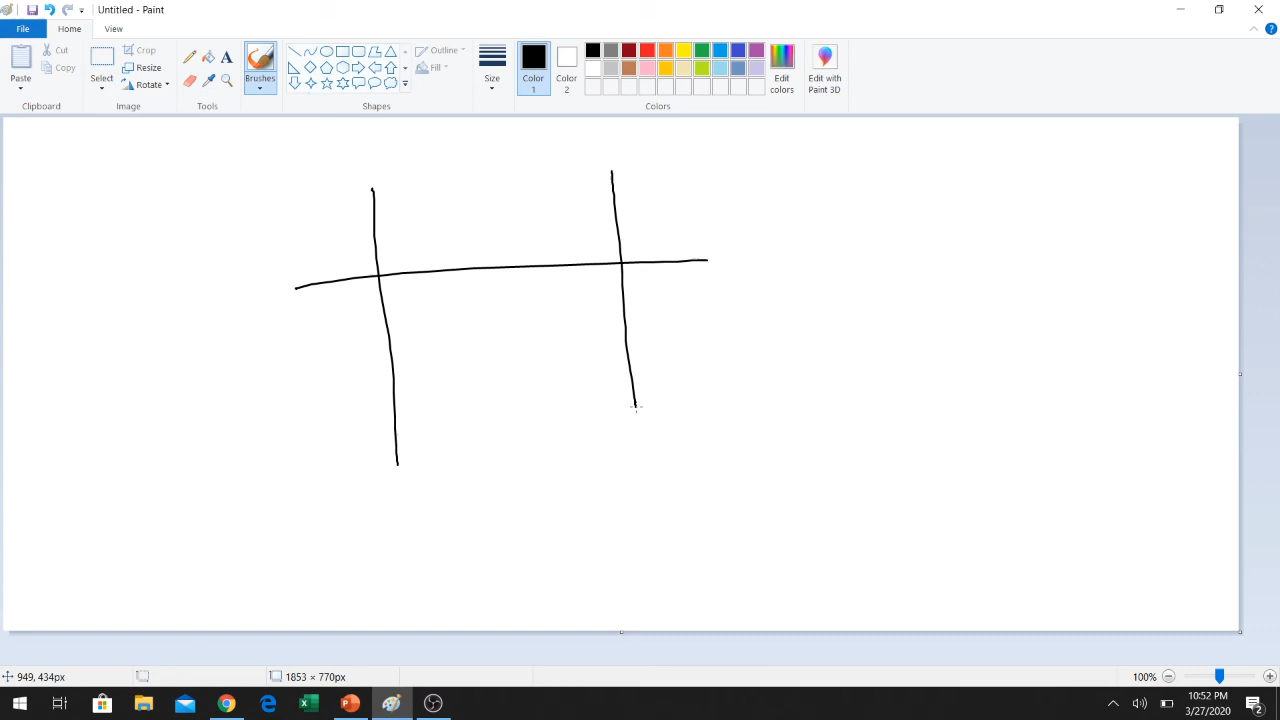 Untitled - Paint
File Home View
Paste
Cut
Copy
Clipboard
Select
Crop
Resize
Rotate
Image
Tools
Brushes
Shapes
Outline
Fill
Size
Color 1
Color 2
Edit colors
Colors
Edit with Paint 3D
949, 434px
1853 × 770px
100%
10:52 PM
3/27/2020
2